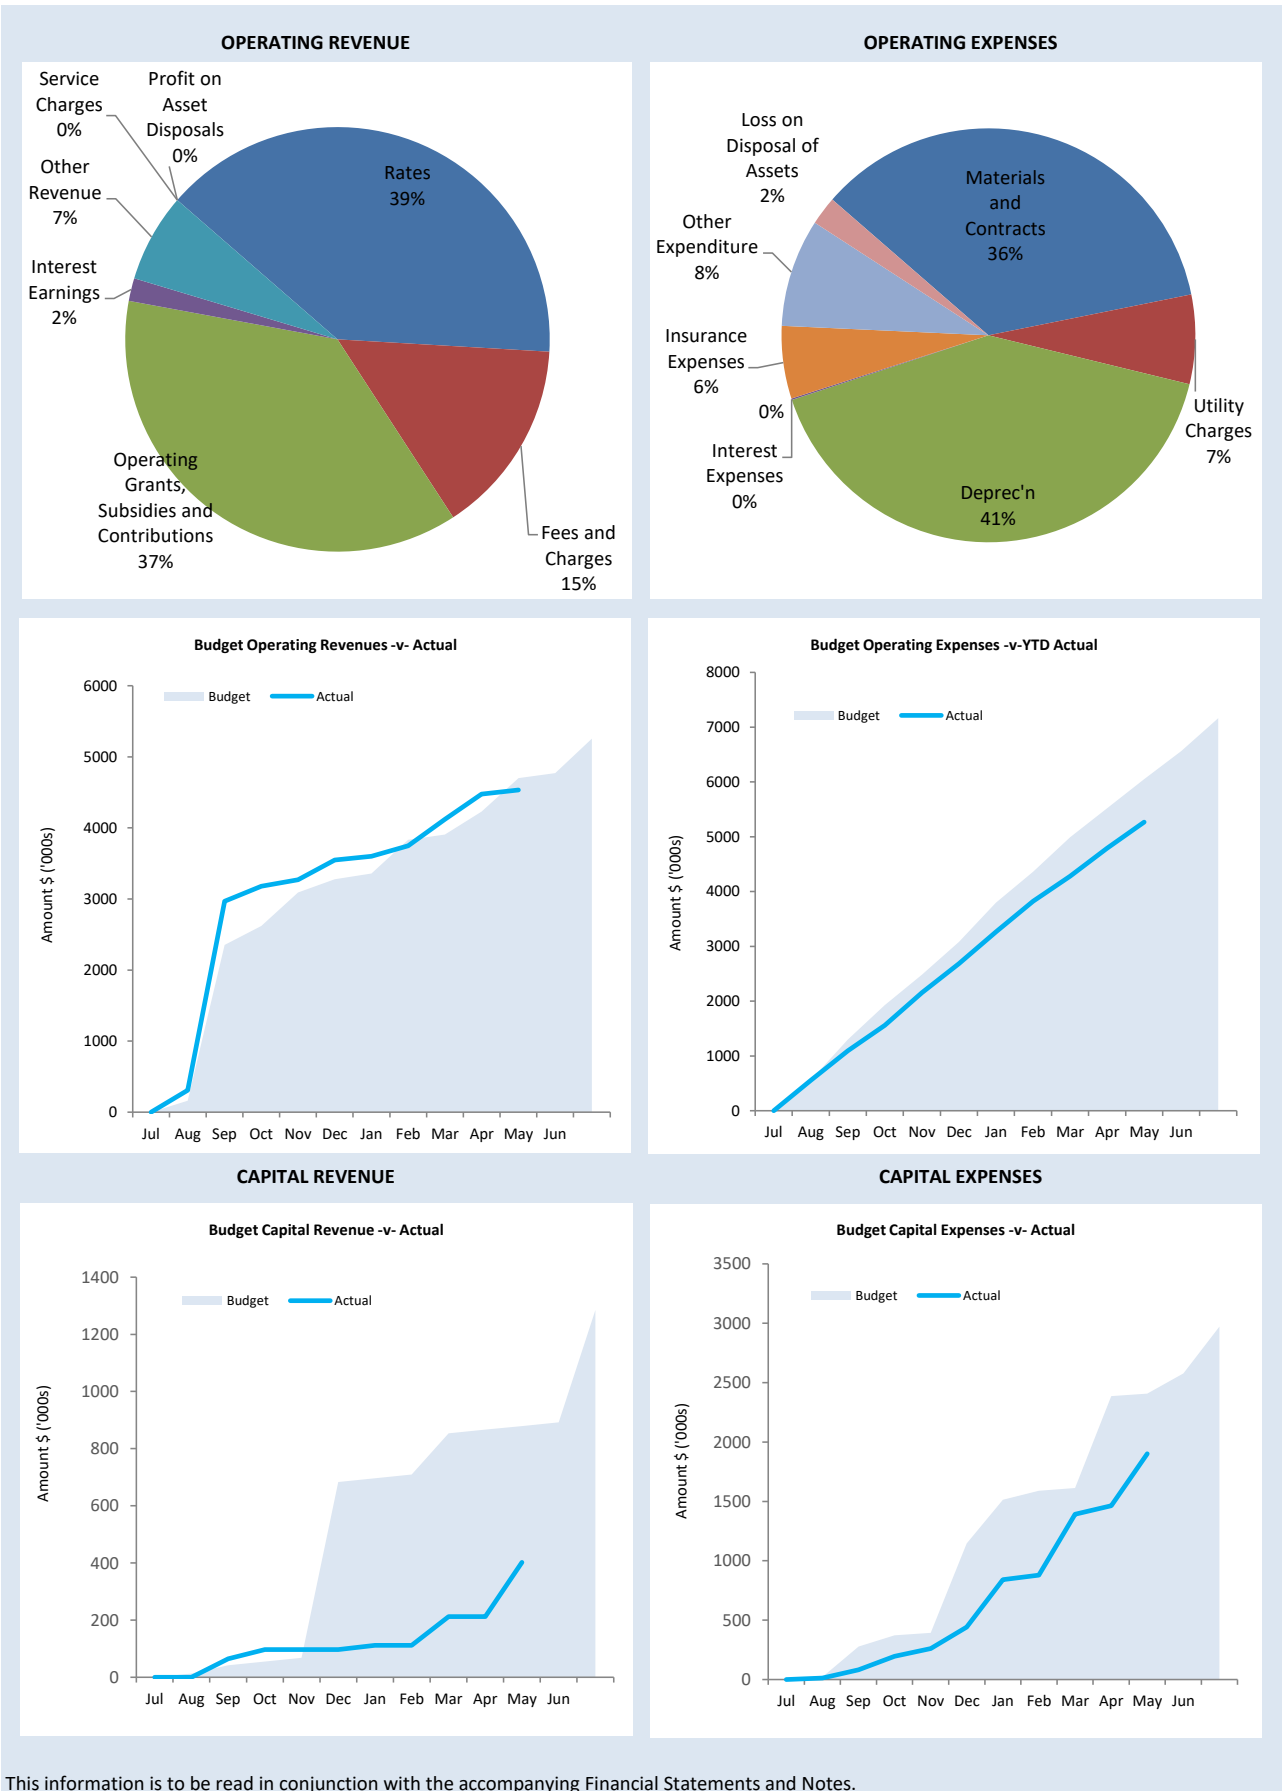 OPERATING REVENUE
Service
Charges
0%
Profit on
Asset
Disposals
0%
Other
Revenue
7%
Interest
Earnings
2%
Rates
39%
Operating
Grants,
Subsidies and
Contributions
37%
Fees and
Charges
15%
OPERATING EXPENSES
Loss on
Disposal of
Assets
2%
Other
Expenditure
8%
Insurance
Expenses
6%
0%
Interest
Expenses
0%
Materials
and
Contracts
36%
Utility
Charges
7%
Deprec'n
41%
Budget Operating Revenues -v- Actual
Budget Actual
Amount $ ('000s)
6000
5000
4000
3000
2000
1000
0
Jul Aug Sep Oct Nov Dec Jan Feb Mar Apr May Jun
Budget Operating Expenses -v-YTD Actual
Budget Actual
Amount $ ('000s)
8000
7000
6000
5000
4000
3000
2000
1000
0
Jul Aug Sep Oct Nov Dec Jan Feb Mar Apr May Jun
CAPITAL REVENUE
Budget Capital Revenue -v- Actual
Budget Actual
Amount $ ('000s)
1400
1200
1000
800
600
400
200
0
Jul Aug Sep Oct Nov Dec Jan Feb Mar Apr May Jun
CAPITAL EXPENSES
Budget Capital Expenses -v- Actual
Budget Actual
Amount $ ('000s)
3500
3000
2500
2000
1500
1000
500
0
Jul Aug Sep Oct Nov Dec Jan Feb Mar Apr May Jun
This information is to be read in conjunction with the accompanying Financial Statements and Notes.